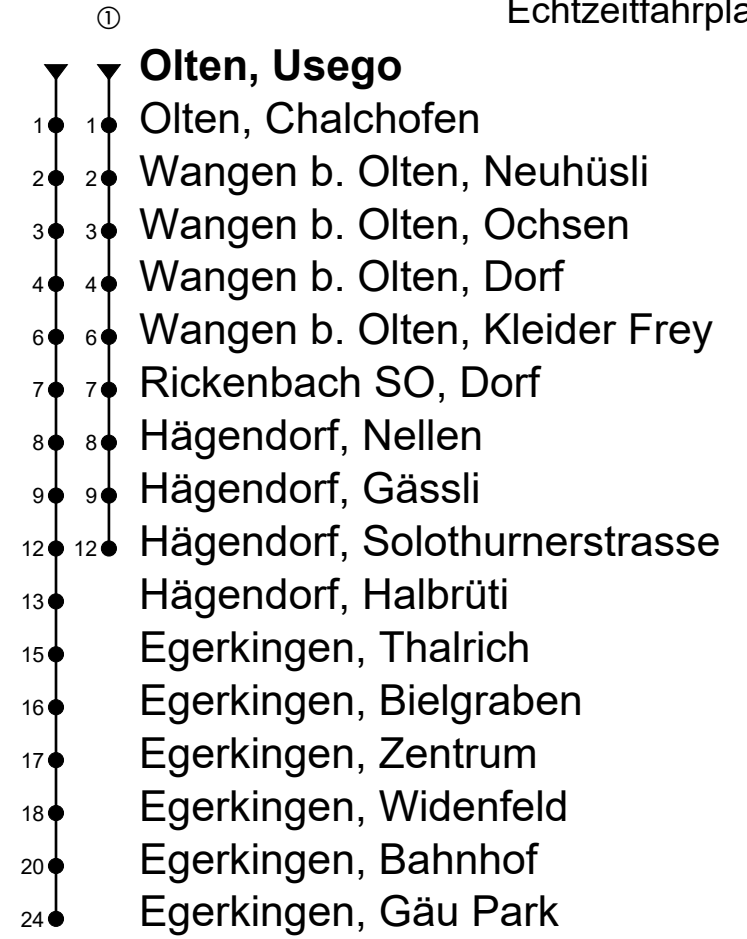 ①
Echtzeitfahrpla
Olten, Usego
1 1 Olten, Chalchofen
2 2 Wangen b. Olten, Neuhüsli
3 3 Wangen b. Olten, Ochsen
4 4 Wangen b. Olten, Dorf
6 6 Wangen b. Olten, Kleider Frey
7 7 Rickenbach SO, Dorf
8 8 Hägendorf, Nellen
9 9 Hägendorf, Gässli
12 12 Hägendorf, Solothurnerstrasse
13 Hägendorf, Halbrüti
15 Egerkingen, Thalrich
16 Egerkingen, Bielgraben
17 Egerkingen, Zentrum
18 Egerkingen, Widenfeld
20 Egerkingen, Bahnhof
24 Egerkingen, Gäu Park